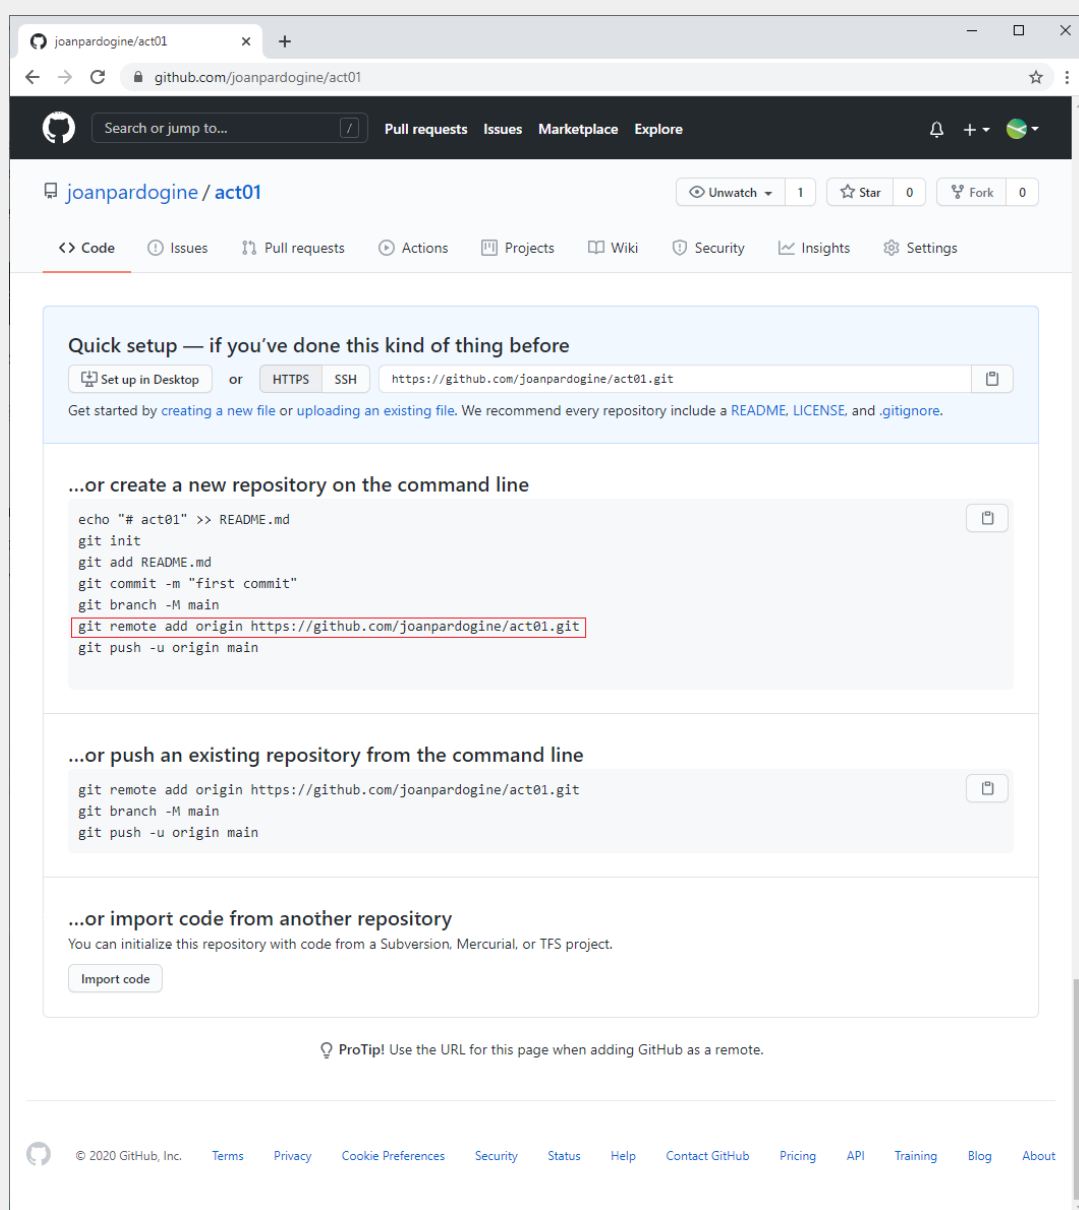 joanpardogine/act01
github.com/joanpardogine/act01
Search or jump to... / Pull requests Issues Marketplace Explore
joanpardogine / act01 Unwatch 1 Star 0 Fork 0
Code Issues Pull requests Actions Projects Wiki Security Insights Settings
Quick setup — if you’ve done this kind of thing before
Set up in Desktop or HTTPS SSH https://github.com/joanpardogine/act01.git
Get started by creating a new file or uploading an existing file. We recommend every repository include a README, LICENSE, and .gitignore.
…or create a new repository on the command line
echo "# act01" >> README.md
git init
git add README.md
git commit -m "first commit"
git branch -M main
git remote add origin https://github.com/joanpardogine/act01.git
git push -u origin main
…or push an existing repository from the command line
git remote add origin https://github.com/joanpardogine/act01.git
git branch -M main
git push -u origin main
…or import code from another repository
You can initialize this repository with code from a Subversion, Mercurial, or TFS project.
Import code
ProTip! Use the URL for this page when adding GitHub as a remote.
© 2020 GitHub, Inc. Terms Privacy Cookie Preferences Security Status Help Contact GitHub Pricing API Training Blog About